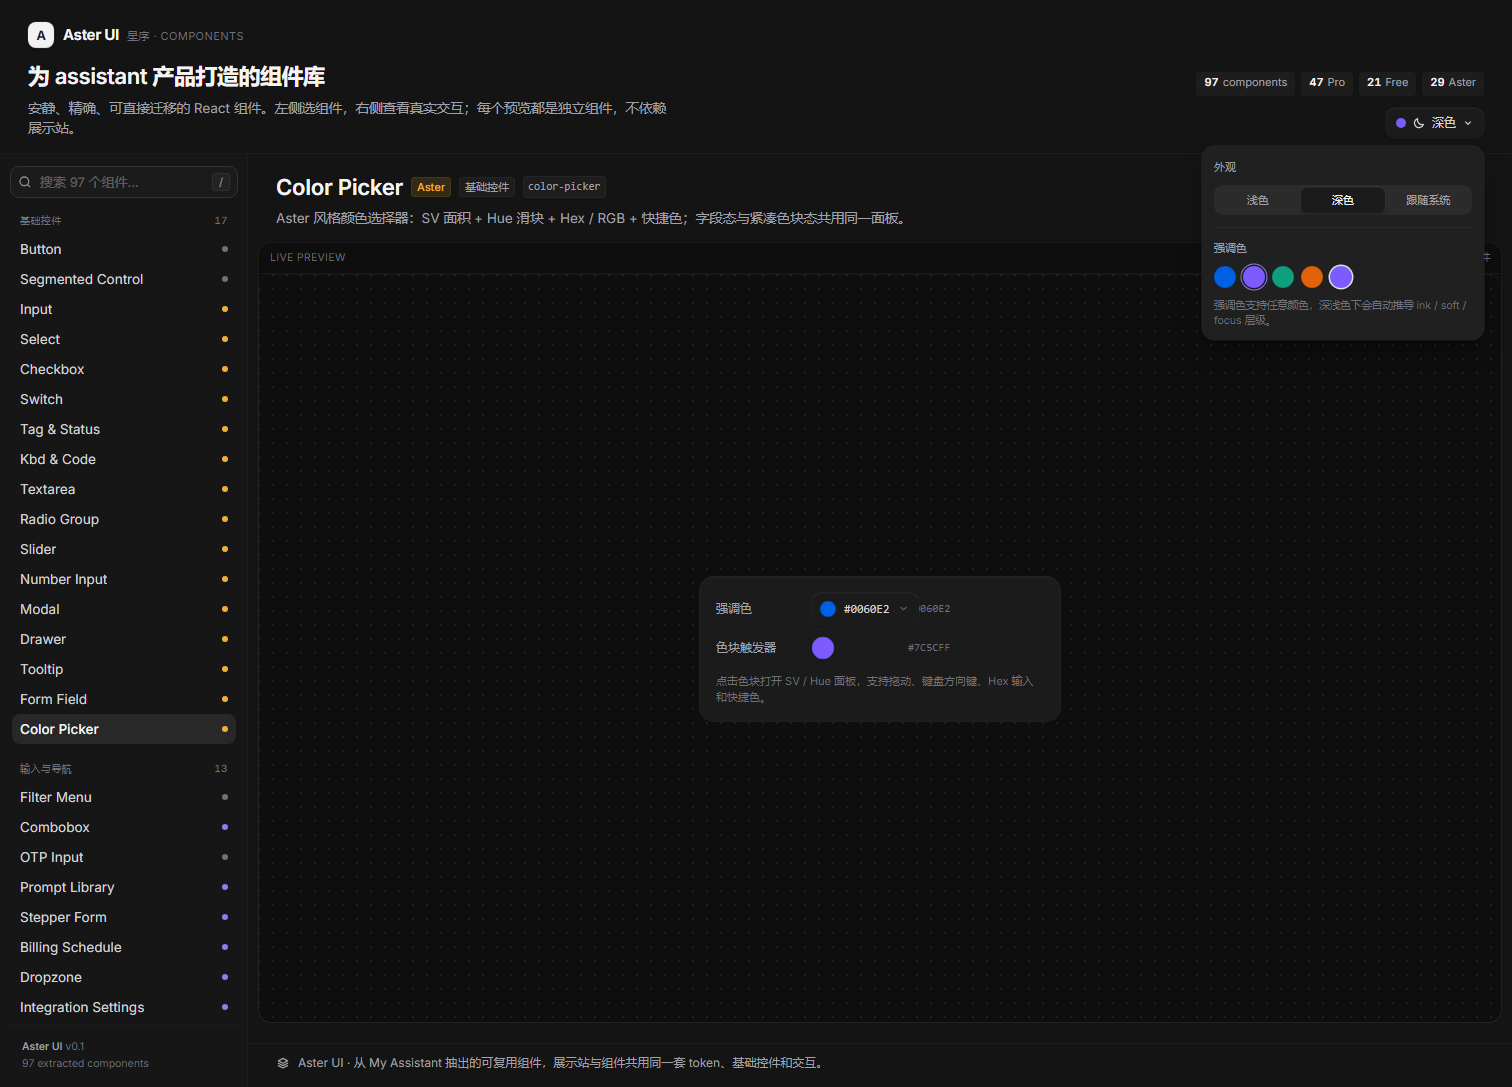 A Aster UI 星序 · COMPONENTS
为 assistant 产品打造的组件库
安静、精确、可直接迁移的 React 组件。左侧选组件，右侧查看真实交互；每个预览都是独立组件，不依赖
展示站。
97 components 47 Pro 21 Free 29 Aster
深色
外观
浅色 深色 跟随系统
强调色
强调色支持任意颜色，深浅色下会自动推导 ink / soft /
focus 层级。
搜索 97 个组件... /
基础控件 17
Button
Segmented Control
Input
Select
Checkbox
Switch
Tag & Status
Kbd & Code
Textarea
Radio Group
Slider
Number Input
Modal
Drawer
Tooltip
Form Field
Color Picker
输入与导航 13
Filter Menu
Combobox
OTP Input
Prompt Library
Stepper Form
Billing Schedule
Dropzone
Integration Settings
Aster UI v0.1
97 extracted components
Color Picker Aster 基础控件 color-picker
Aster 风格颜色选择器：SV 面积 + Hue 滑块 + Hex / RGB + 快捷色；字段态与紧凑色块态共用同一面板。
LIVE PREVIEW
强调色 #0060E2 060E2
色块触发器 #7C5CFF
点击色块打开 SV / Hue 面板，支持拖动、键盘方向键、Hex 输入
和快捷色。
Aster UI · 从 My Assistant 抽出的可复用组件，展示站与组件共用同一套 token、基础控件和交互。